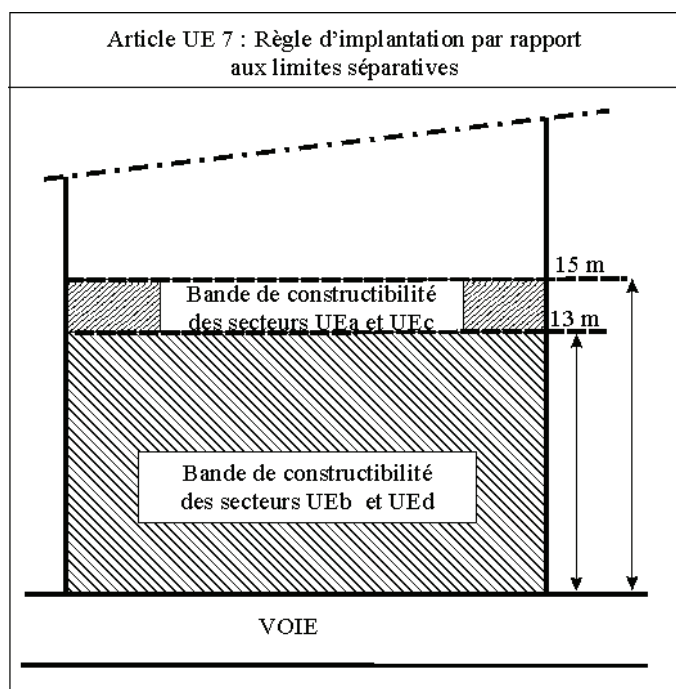 Article UE 7 : Règle d'implantation par rapport
aux limites séparatives
15 m
Bande de constructibilité
des secteurs UEa et UEc
13 m
Bande de constructibilité
des secteurs UEb et UEd
VOIE